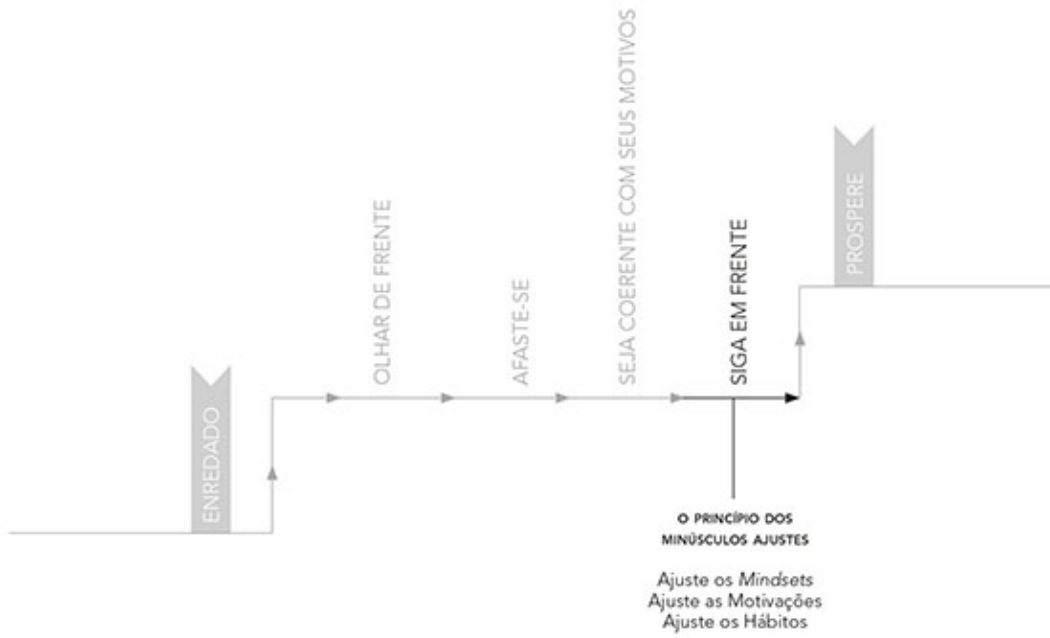 ENREDADO
OLHAR DE FRENTE
AFASTE-SE
SEJA COERENTE COM SEUS MOTIVOS
SIGA EM FRENTE
PROSPERE
O PRINCÍPIO DOS
MINÚSCULOS AJUSTES
Ajuste os Mindsets
Ajuste as Motivações
Ajuste os Hábitos